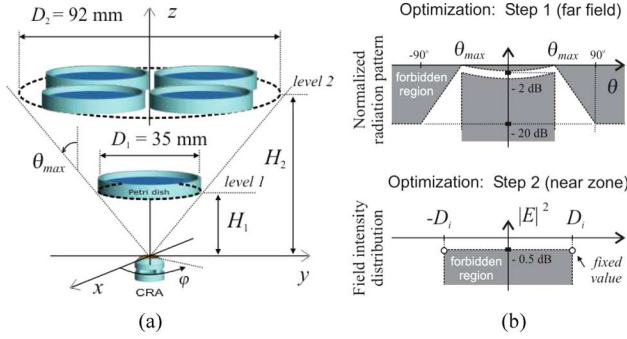 D₂ = 92 mm
z
level 2
D₁ = 35 mm
θmax
H₂
Petri dish
level 1
H₁
y
x
φ
CRA
(a)
Optimization: Step 1 (far field)
-90° θmax θmax 90°
Normalized radiation pattern
forbidden region
θ
- 2 dB
- 20 dB
Optimization: Step 2 (near zone)
-Di |E|² Di
Field intensity distribution
forbidden region
- 0.5 dB
fixed value
(b)